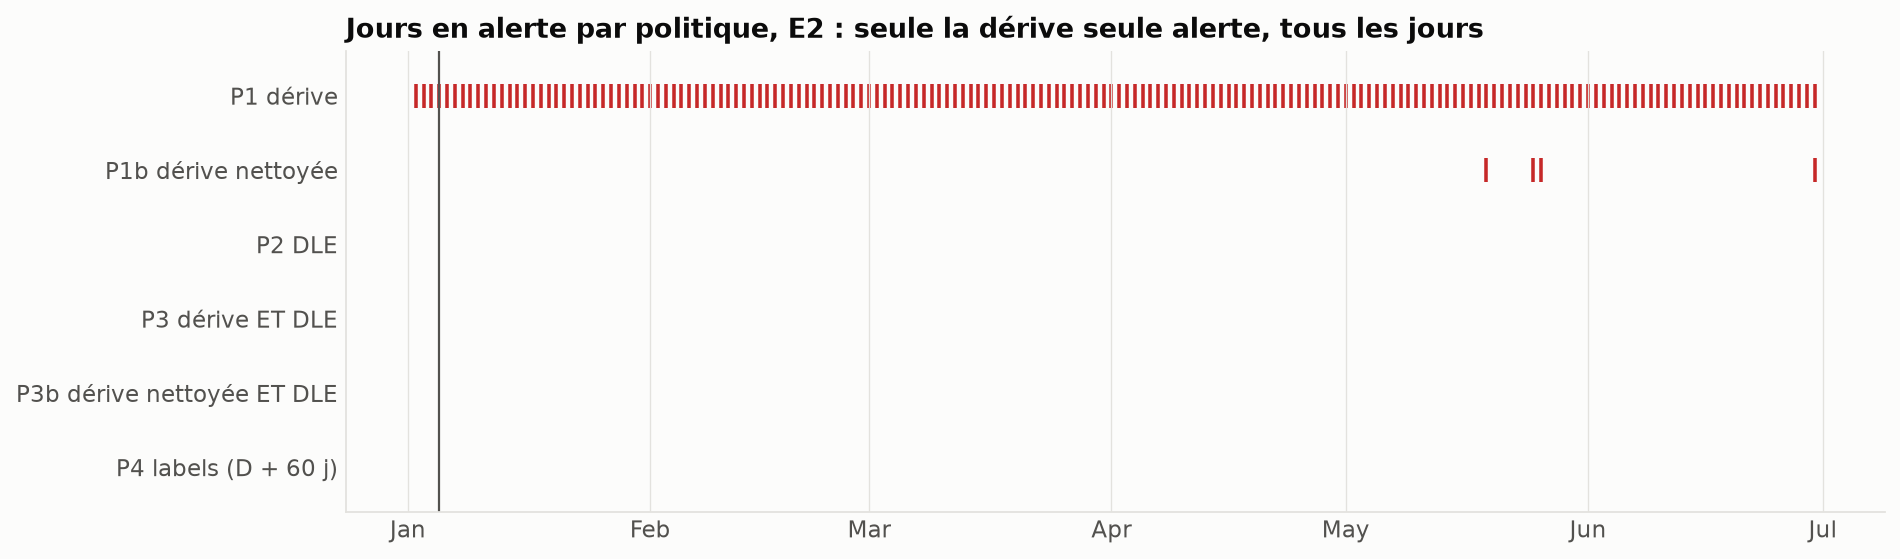 Jours en alerte par politique, E2 : seule la dérive seule alerte, tous les jours
P1 dérive
P1b dérive nettoyée
P2 DLE
P3 dérive ET DLE
P3b dérive nettoyée ET DLE
P4 labels (D + 60 j)
Jan Feb Mar Apr May Jun Jul